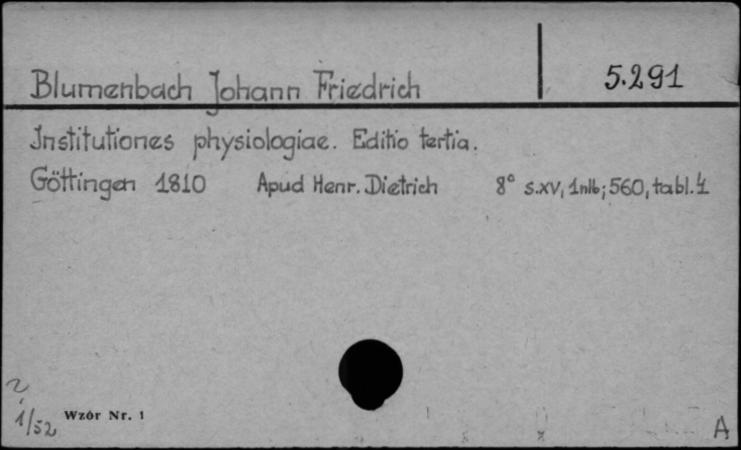 Blumenbach Johann Friedrich 5.291
Institutiones physiologiae. Editio tertia.
Göttingen 1810 Apud Henr. Dietrich 8° s.XV, 1nlb; 560, tabl. 4
1/52 Wzór Nr. 1
A